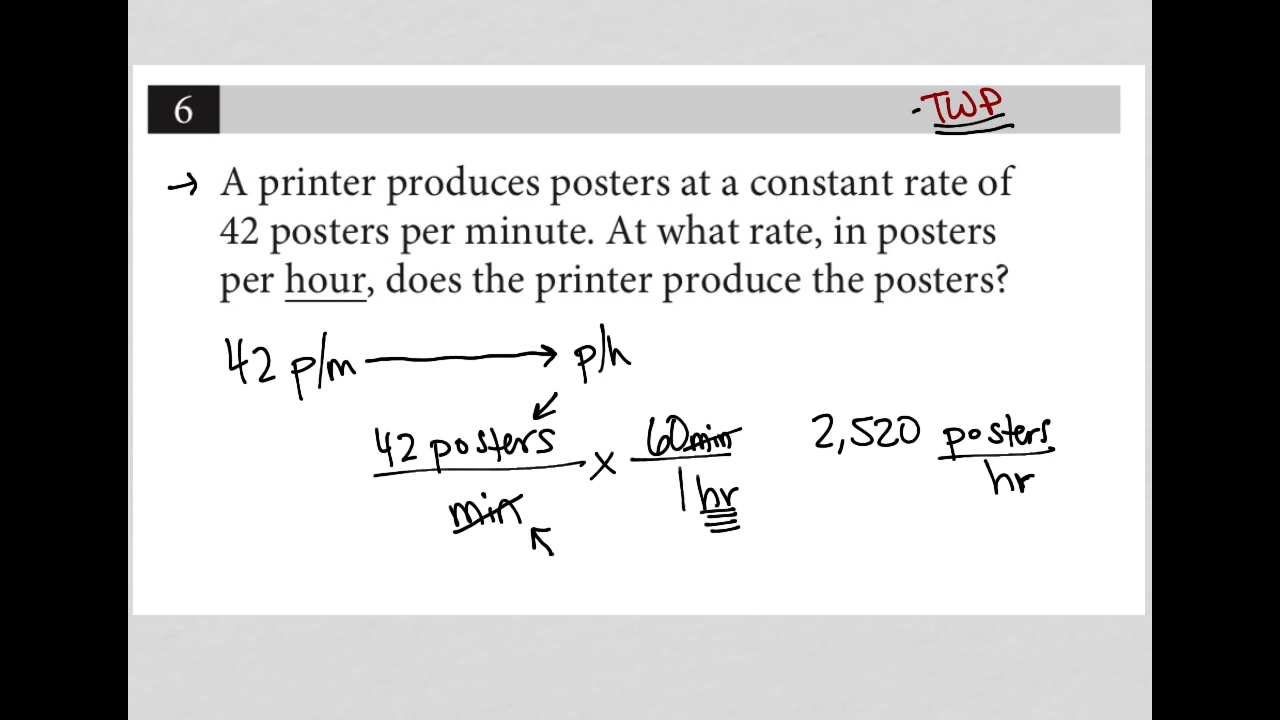 6
-TWP
→ A printer produces posters at a constant rate of
42 posters per minute. At what rate, in posters
per hour, does the printer produce the posters?
42 p/m → p/h
42 posters / min × 60 min / 1 hr 2,520 posters / hr